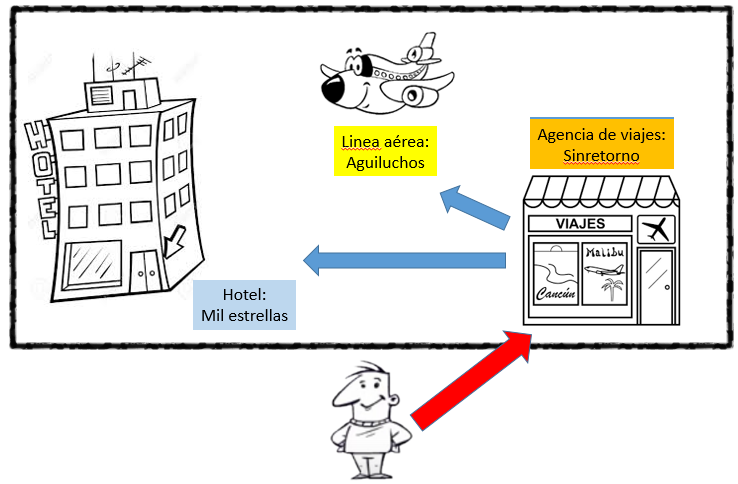 HOTEL
Linea aérea:
Aguiluchos
Agencia de viajes:
Sinretorno
VIAJES
Cancún
Malibu
Hotel:
Mil estrellas